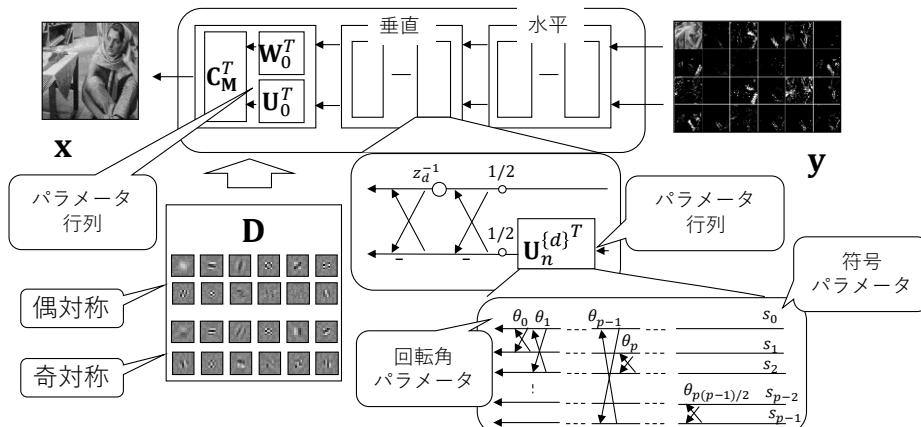 垂直
水平
W_0^T
C_M^T
U_0^T
x
y
パラメータ
行列
z_d^{-1}
1/2
1/2
-
-
U_n^{{d}^T}
パラメータ
行列
D
偶対称
奇対称
符号
パラメータ
回転角
パラメータ
θ_0 θ_1
θ_{p-1}
θ_p
θ_{p(p-1)/2}
s_0
s_1
s_2
s_{p-2}
s_{p-1}